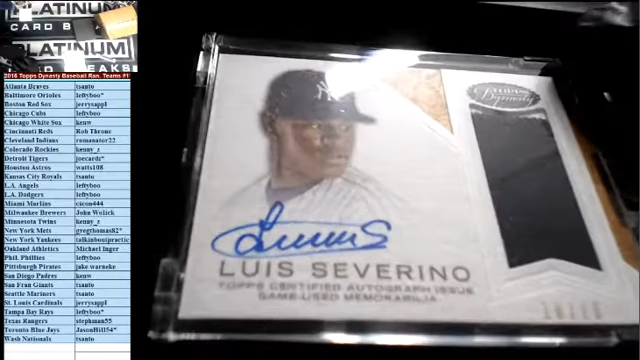 PLATINUM
CARD B
PLATINUM
EAKS
2016 Topps Dynasty Baseball Ran. Teams #1
Atlanta Braves tsanto
Baltimore Orioles leftyboo*
Boston Red Sox jerrysappl
Chicago Cubs leftyboo
Chicago White Sox kenw
Cincinnati Reds Rob Throne
Cleveland Indians romanator22
Colorado Rockies kenny_z
Detroit Tigers joecardz*
Houston Astros watts108
Kansas City Royals tsanto
L.A. Angels leftyboo
L.A. Dodgers leftyboo
Miami Marlins cicon444
Milwaukee Brewers John Wolick
Minnesota Twins kenny_z
New York Mets gregthomas82*
New York Yankees talkinboutpractic
Oakland Athletics Michael Inger
Phil. Phillies leftyboo
Pittsburgh Pirates jake warneke
San Diego Padres kenw
San Fran Giants tsanto
Seattle Mariners tsanto
St. Louis Cardinals jerrysappl
Tampa Bay Rays leftyboo*
Texas Rangers stephman55
Toronto Blue Jays JasonHill54*
Wash Nationals tsanto
NY
TOPPS
Dynasty
LUIS SEVERINO
TOPPS CERTIFIED AUTOGRAPH ISSUE
GAME-USED MEMORABILIA